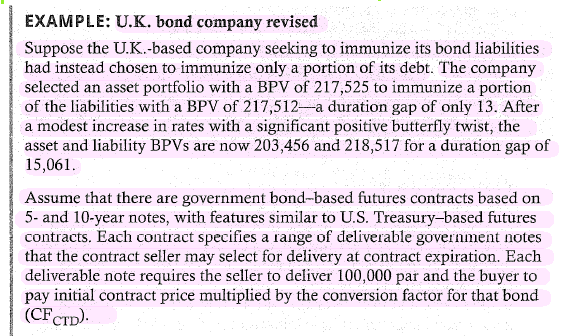 EXAMPLE: U.K. bond company revised
Suppose the U.K.-based company seeking to immunize its bond liabilities
had instead chosen to immunize only a portion of its debt. The company
selected an asset portfolio with a BPV of 217,525 to immunize a portion
of the liabilities with a BPV of 217,512—a duration gap of only 13. After
a modest increase in rates with a significant positive butterfly twist, the
asset and liability BPVs are now 203,456 and 218,517 for a duration gap of
15,061.
Assume that there are government bond–based futures contracts based on
5- and 10-year notes, with features similar to U.S. Treasury–based futures
contracts. Each contract specifies a range of deliverable government notes
that the contract seller may select for delivery at contract expiration. Each
deliverable note requires the seller to deliver 100,000 par and the buyer to
pay initial contract price multiplied by the conversion factor for that bond
(CFCTD).